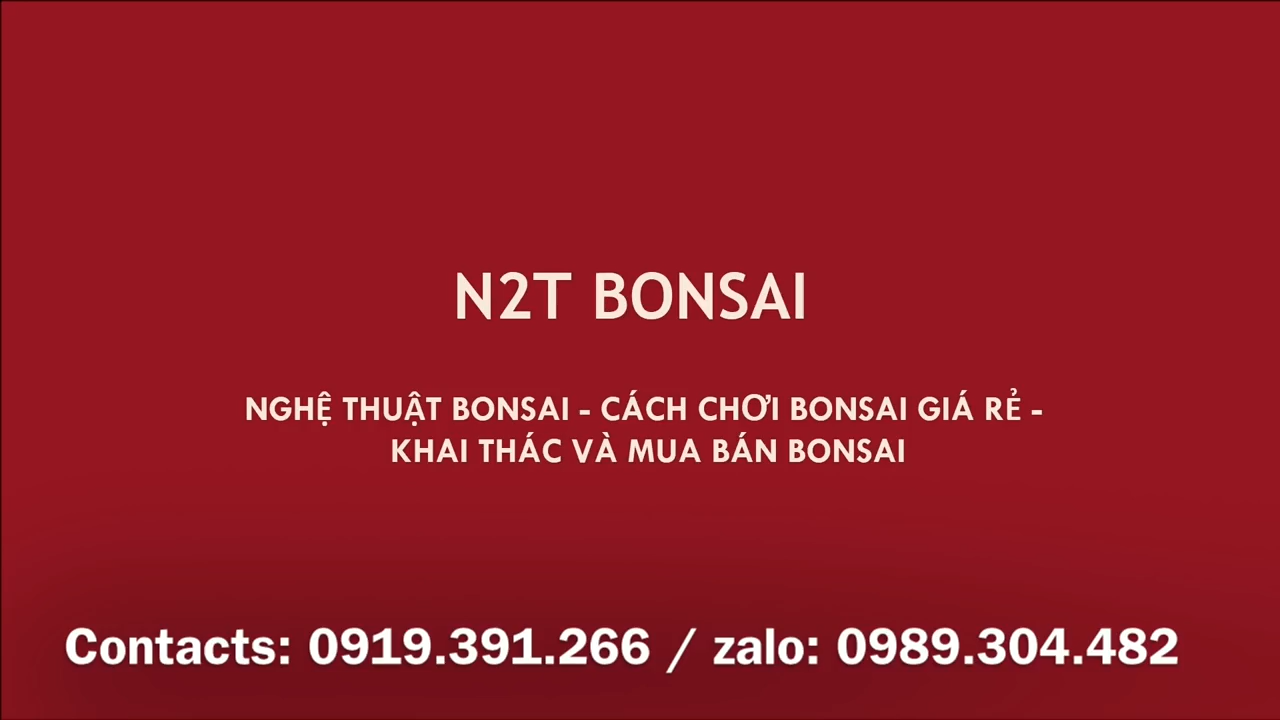 N2T BONSAI
NGHỆ THUẬT BONSAI - CÁCH CHƠI BONSAI GIÁ RẺ -
KHAI THÁC VÀ MUA BÁN BONSAI
Contacts: 0919.391.266 / zalo: 0989.304.482